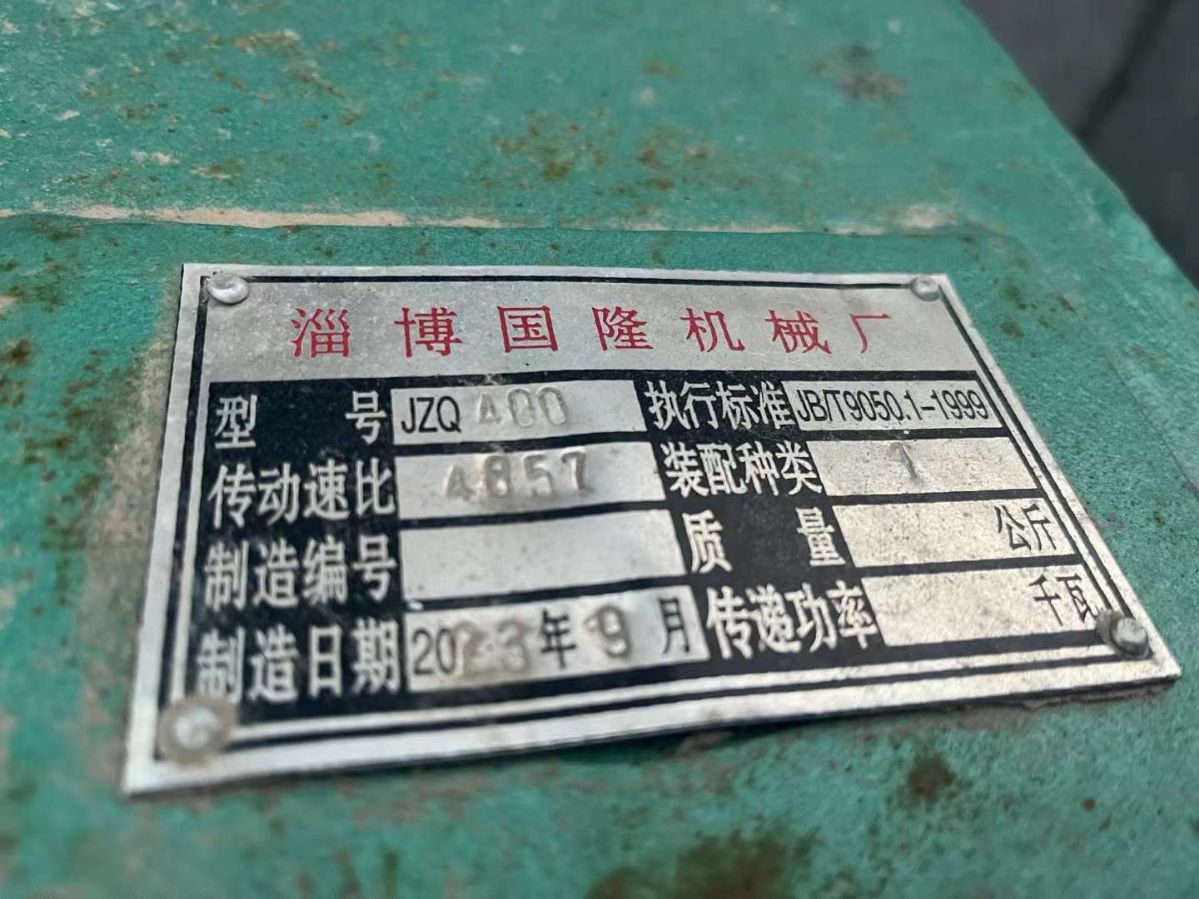 淄博国隆机械厂
型号 JZQ 400 执行标准 JB/T9050.1-1999
传动速比 4857 装配种类 1
制造编号 质量 公斤
制造日期 2023年9月 传递功率 千瓦